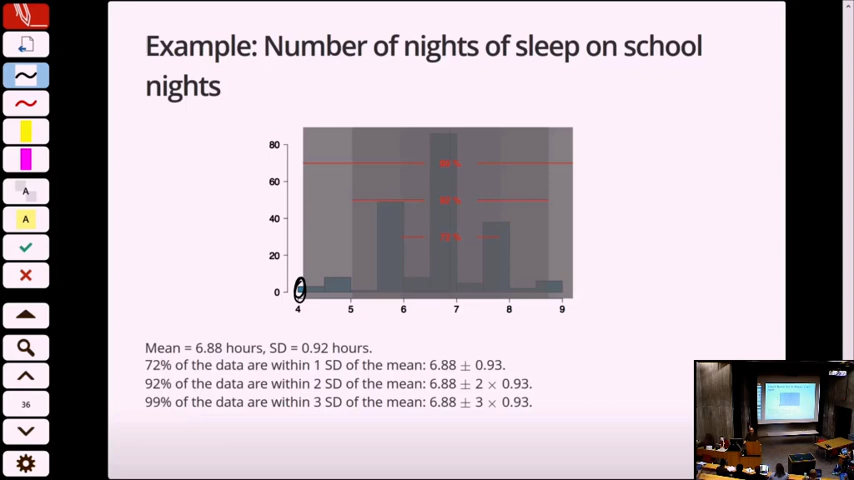 Example: Number of nights of sleep on school
nights
80
60
40
20
0
4 5 6 7 8 9
Mean = 6.88 hours, SD = 0.92 hours.
72% of the data are within 1 SD of the mean: 6.88 ± 0.93.
92% of the data are within 2 SD of the mean: 6.88 ± 2 × 0.93.
99% of the data are within 3 SD of the mean: 6.88 ± 3 × 0.93.
A
A
36